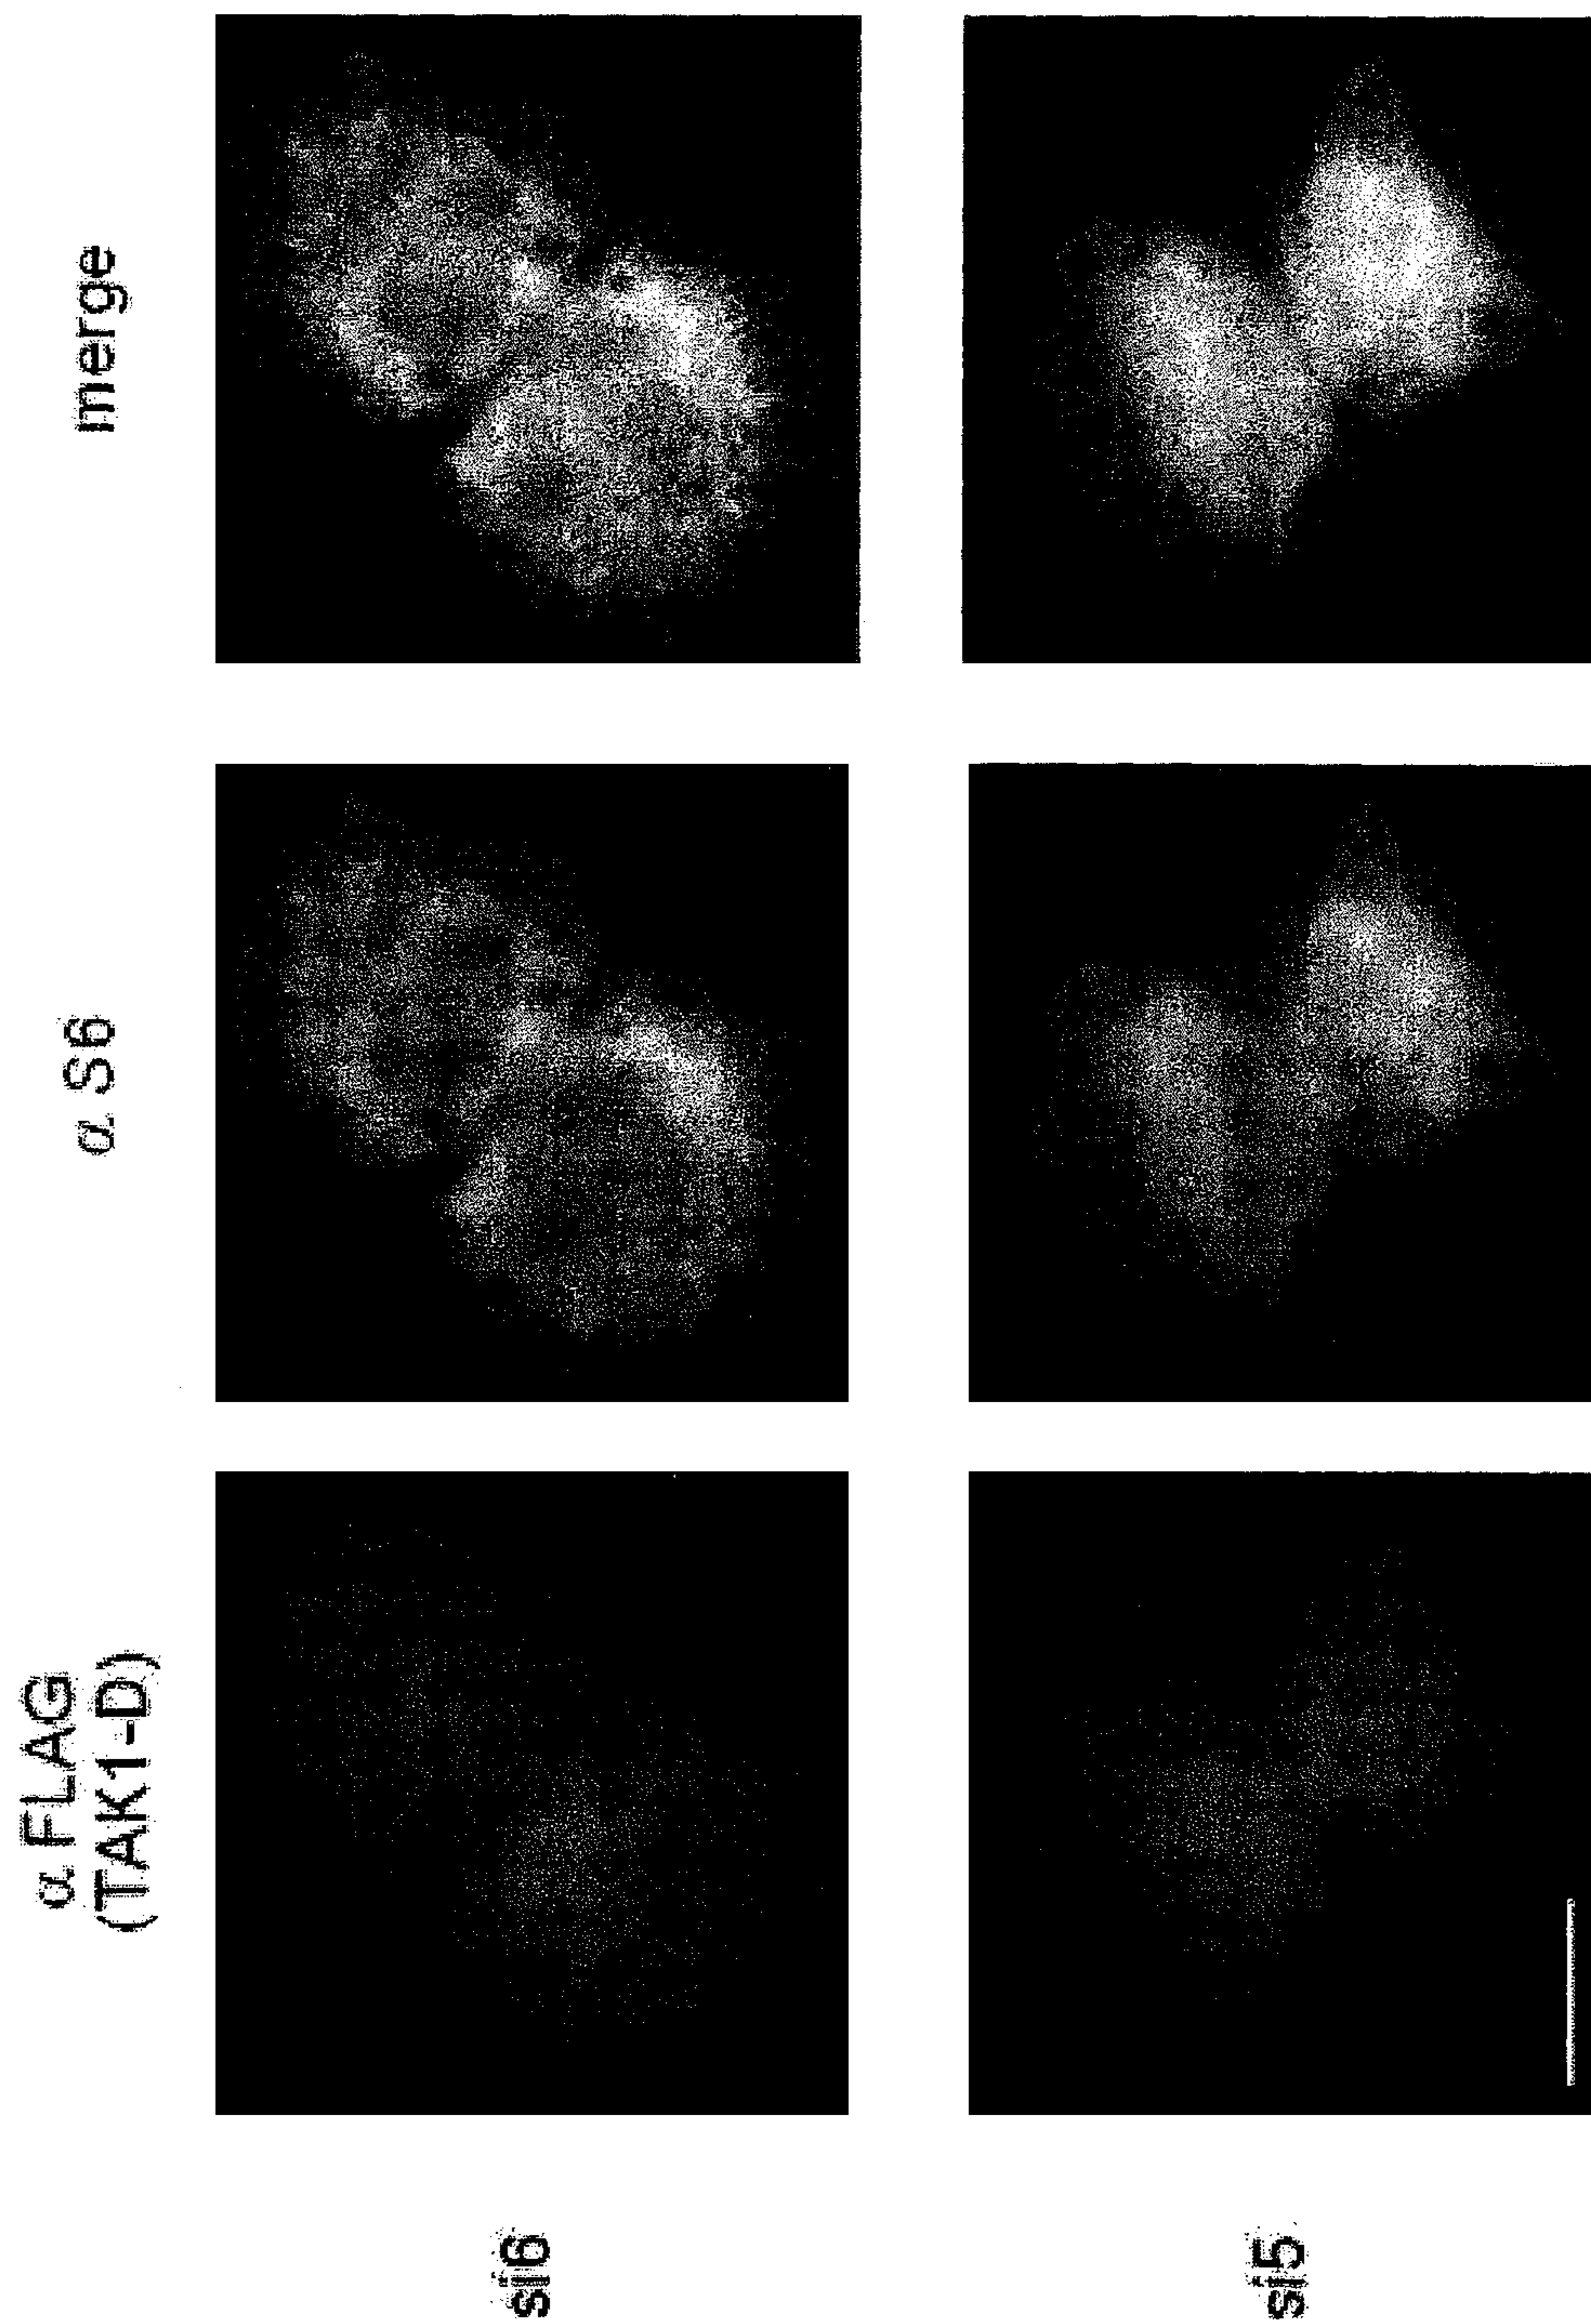 α FLAG
(TAK1-D)
α S6
merge
si6
si5